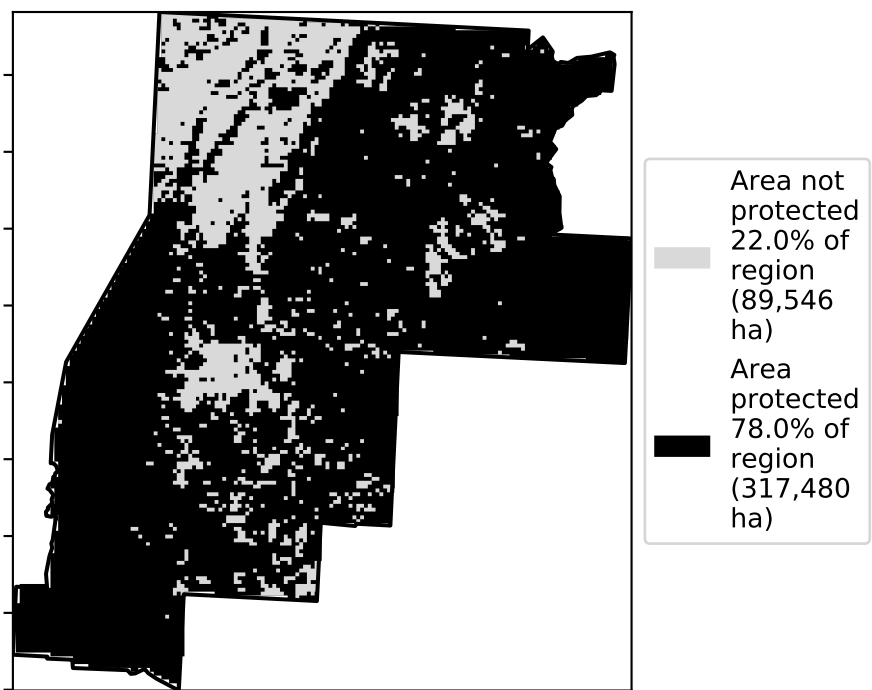 Area not
protected
22.0% of
region
(89,546
ha)
Area
protected
78.0% of
region
(317,480
ha)